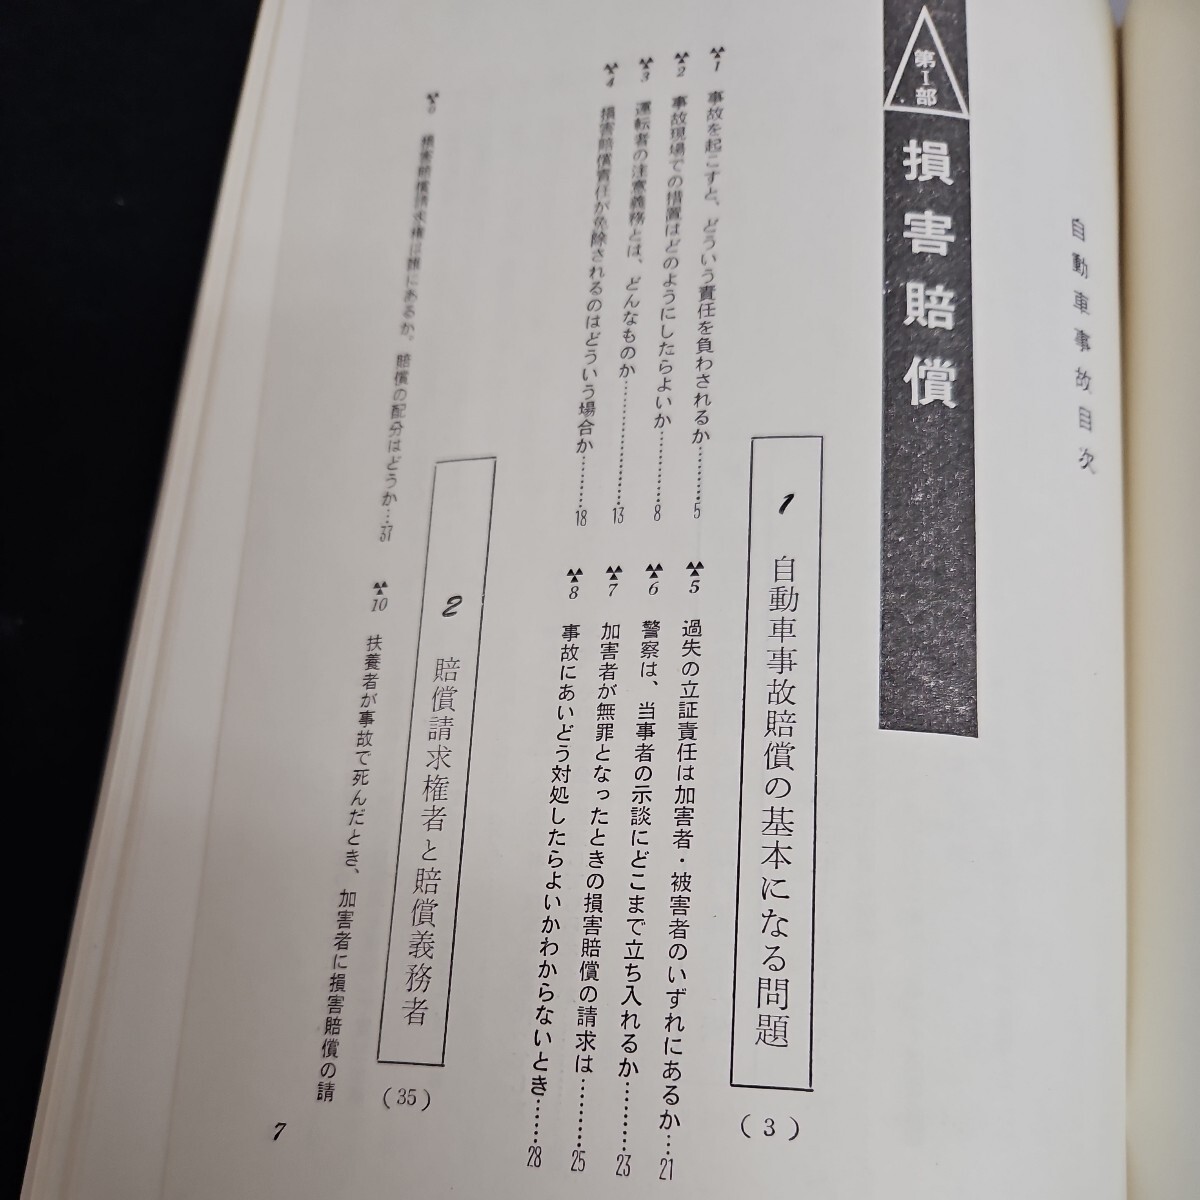 自動車事故目次
第Ⅰ部
損害賠償
1 自動車事故賠償の基本になる問題
(3)
1 事故を起こすと、どういう責任を負わされるか………5
2 事故現場での措置はどのようにしたらよいか………8
3 運転者の注意義務とは、どんなものか………13
4 損害賠償責任が免除されるのはどういう場合か………18
5 過失の立証責任は加害者・被害者のいずれにあるか…21
6 警察は、当事者の示談にどこまで立ち入れるか………23
7 加害者が無罪となったときの損害賠償の請求は………25
8 事故にあいどう対処したらよいかわからないとき……28
2 賠償請求権者と賠償義務者
(35)
9 損害賠償請求権は誰にあるか。賠償の配分はどうか…37
10 扶養者が事故で死んだとき、加害者に損害賠償の請
7